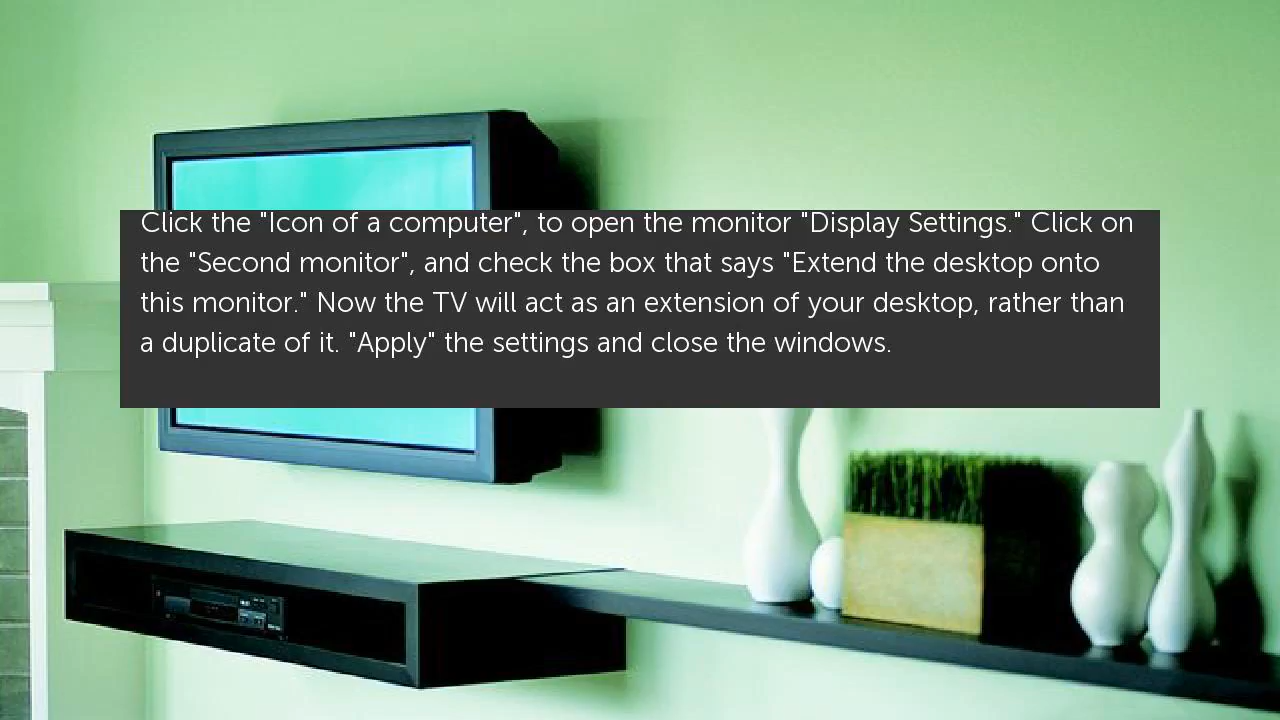 Click the "Icon of a computer", to open the monitor "Display Settings." Click on
the "Second monitor", and check the box that says "Extend the desktop onto
this monitor." Now the TV will act as an extension of your desktop, rather than
a duplicate of it. "Apply" the settings and close the windows.